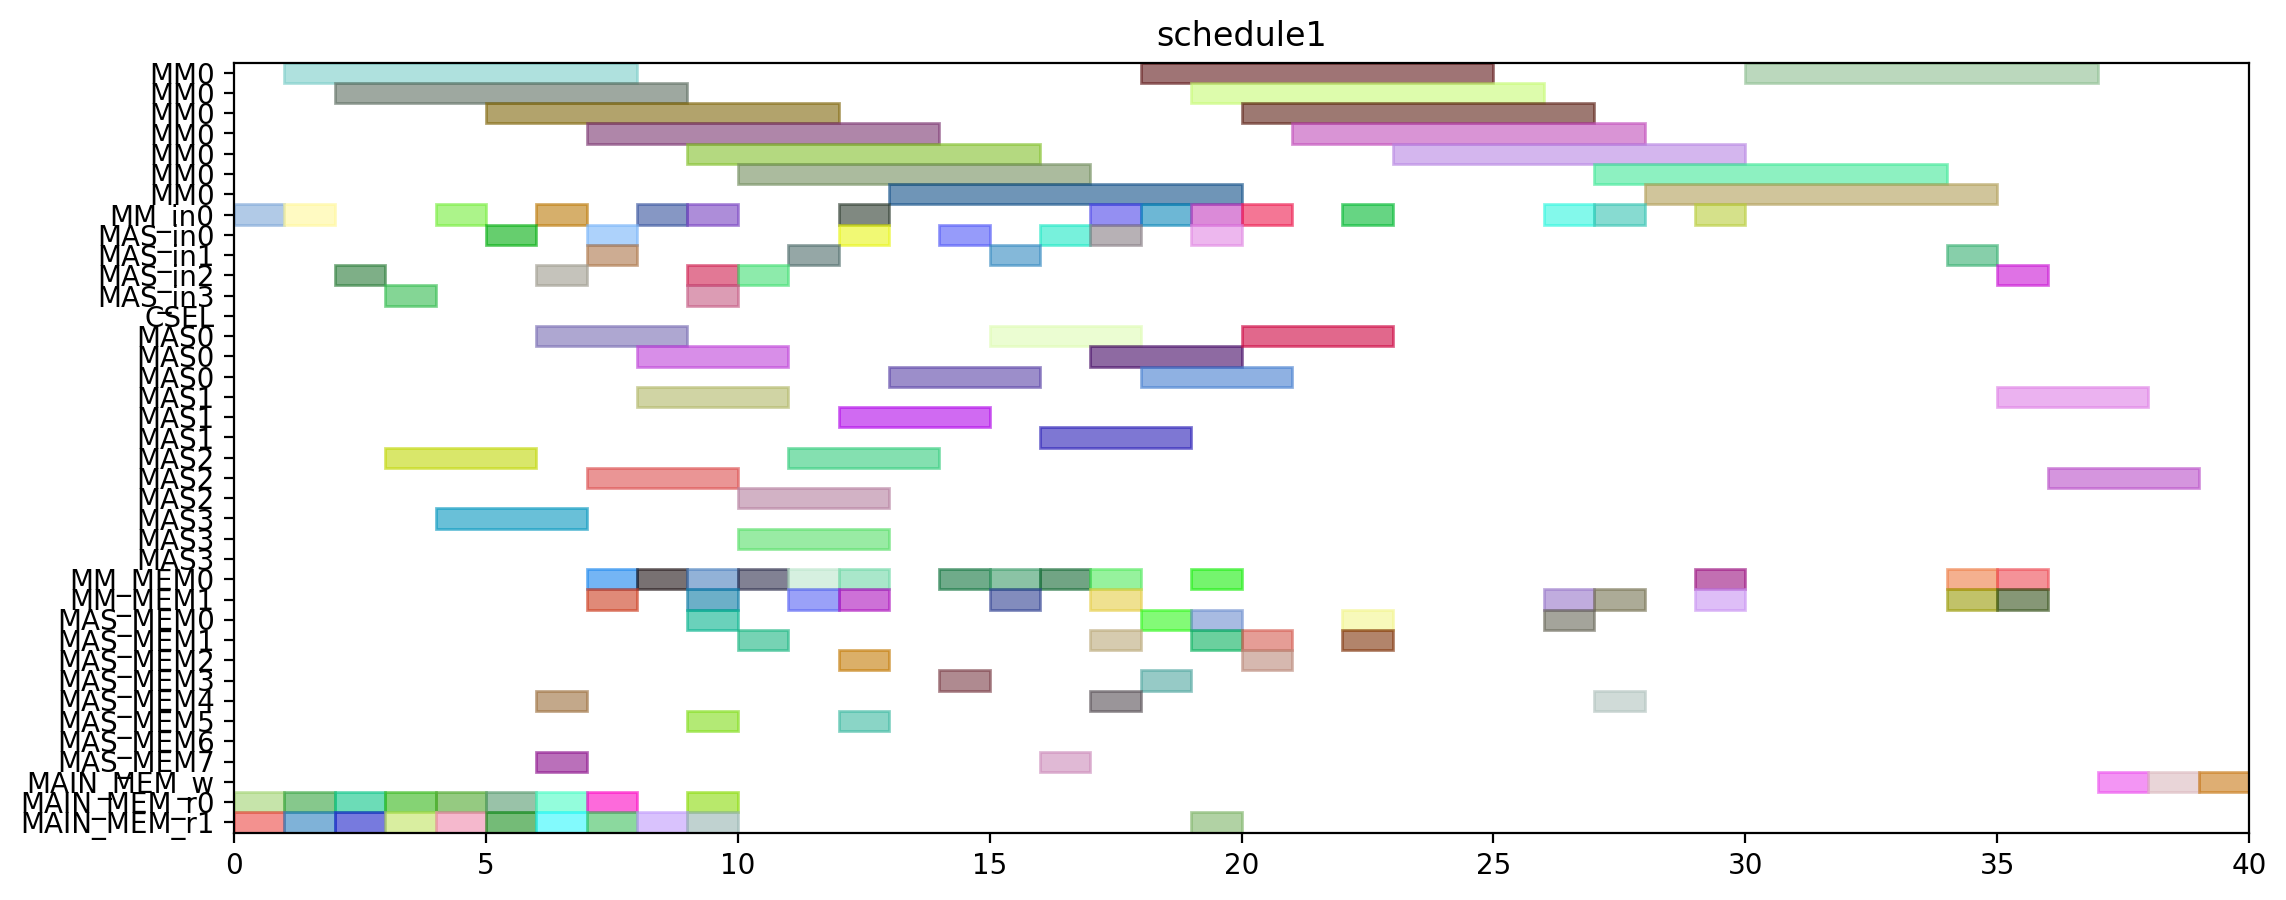 schedule1
MM0
MM0
MM0
MM0
MM0
MM0
MM0
MM_in0
MAS_in0
MAS_in1
MAS_in2
MAS_in3
CSEL
MAS0
MAS0
MAS0
MAS1
MAS1
MAS1
MAS2
MAS2
MAS2
MAS3
MAS3
MAS3
MM_MEM0
MM_MEM1
MAS_MEM0
MAS_MEM1
MAS_MEM2
MAS_MEM3
MAS_MEM4
MAS_MEM5
MAS_MEM6
MAS_MEM7
MAIN_MEM_w
MAIN_MEM_r0
MAIN_MEM_r1
0 5 10 15 20 25 30 35 40